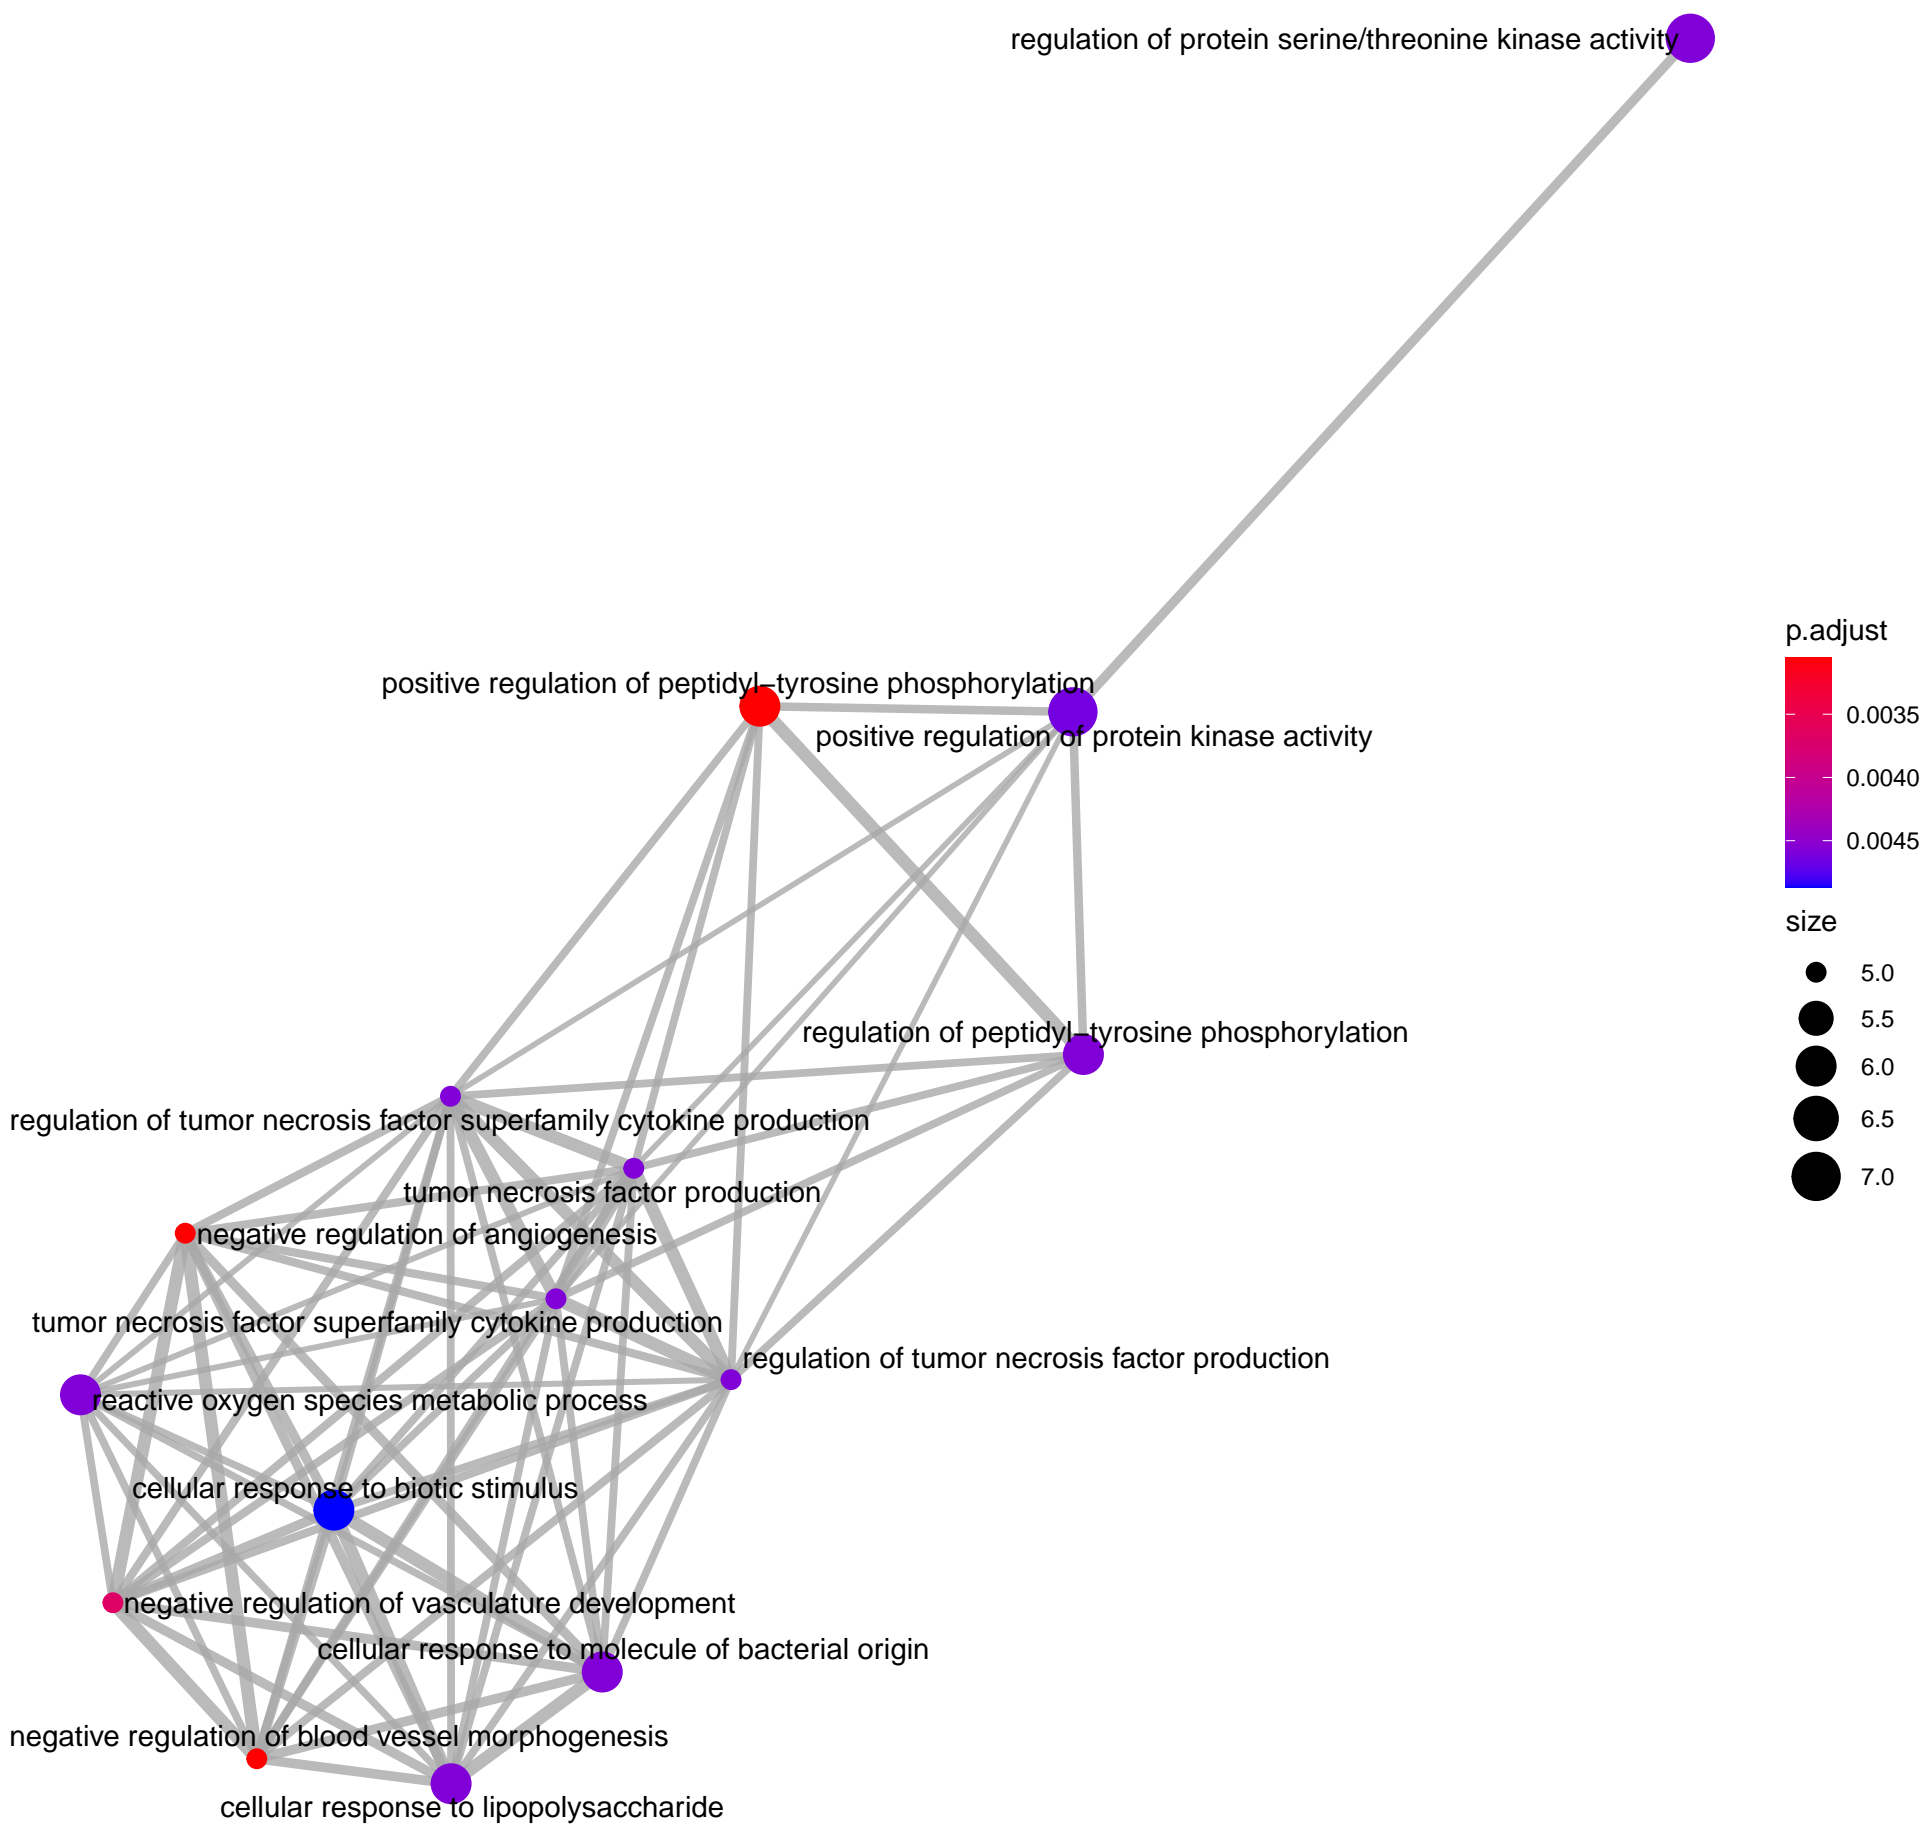 regulation of protein serine/threonine kinase activity
positive regulation of peptidyl−tyrosine phosphorylation
positive regulation of protein kinase activity
regulation of peptidyl−tyrosine phosphorylation
regulation of tumor necrosis factor superfamily cytokine production
tumor necrosis factor production
negative regulation of angiogenesis
tumor necrosis factor superfamily cytokine production
regulation of tumor necrosis factor production
reactive oxygen species metabolic process
cellular response to biotic stimulus
negative regulation of vasculature development
cellular response to molecule of bacterial origin
negative regulation of blood vessel morphogenesis
cellular response to lipopolysaccharide
p.adjust
0.0035
0.0040
0.0045
size
5.0
5.5
6.0
6.5
7.0